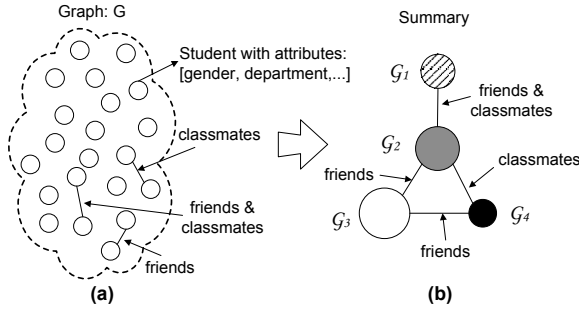 Graph: G
Student with attributes:
[gender, department,...]
classmates
friends &
classmates
friends
(a)
Summary
G1
friends &
classmates
G2
friends
classmates
G3
G4
friends
(b)